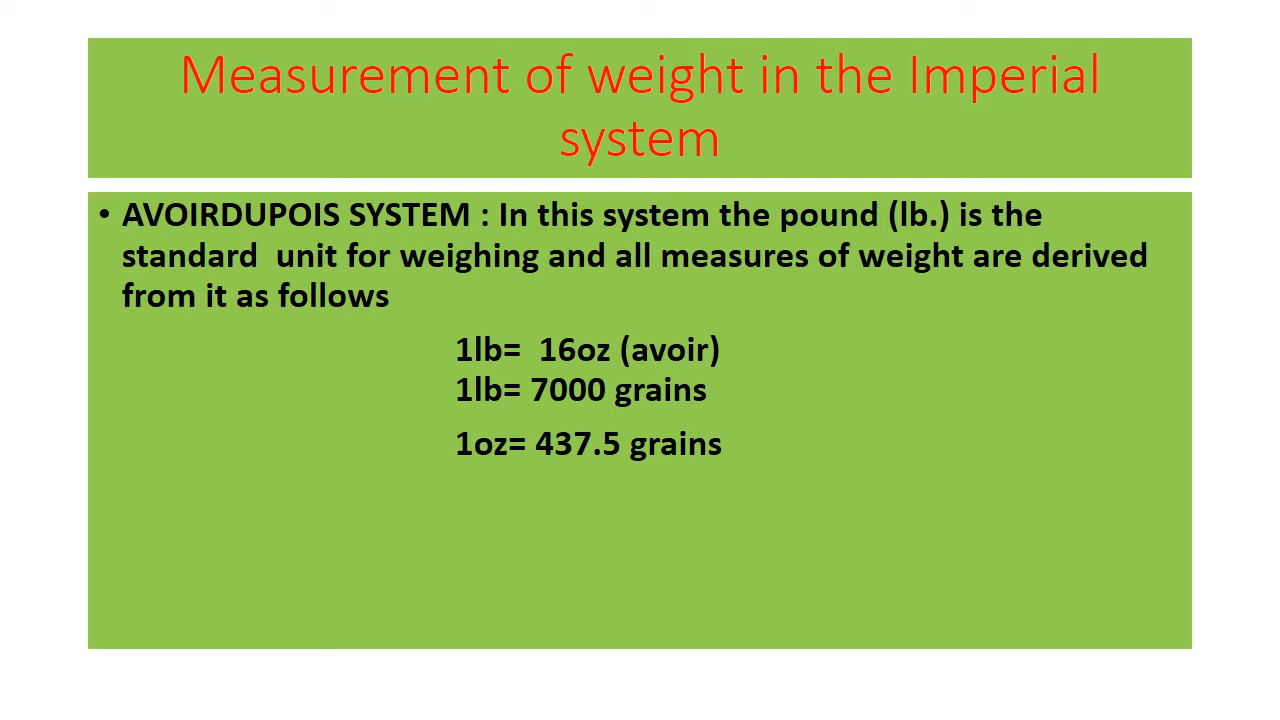 Measurement of weight in the Imperial
system
• AVOIRDUPOIS SYSTEM : In this system the pound (lb.) is the
standard  unit for weighing and all measures of weight are derived
from it as follows
1lb=  16oz (avoir)
1lb= 7000 grains
1oz= 437.5 grains